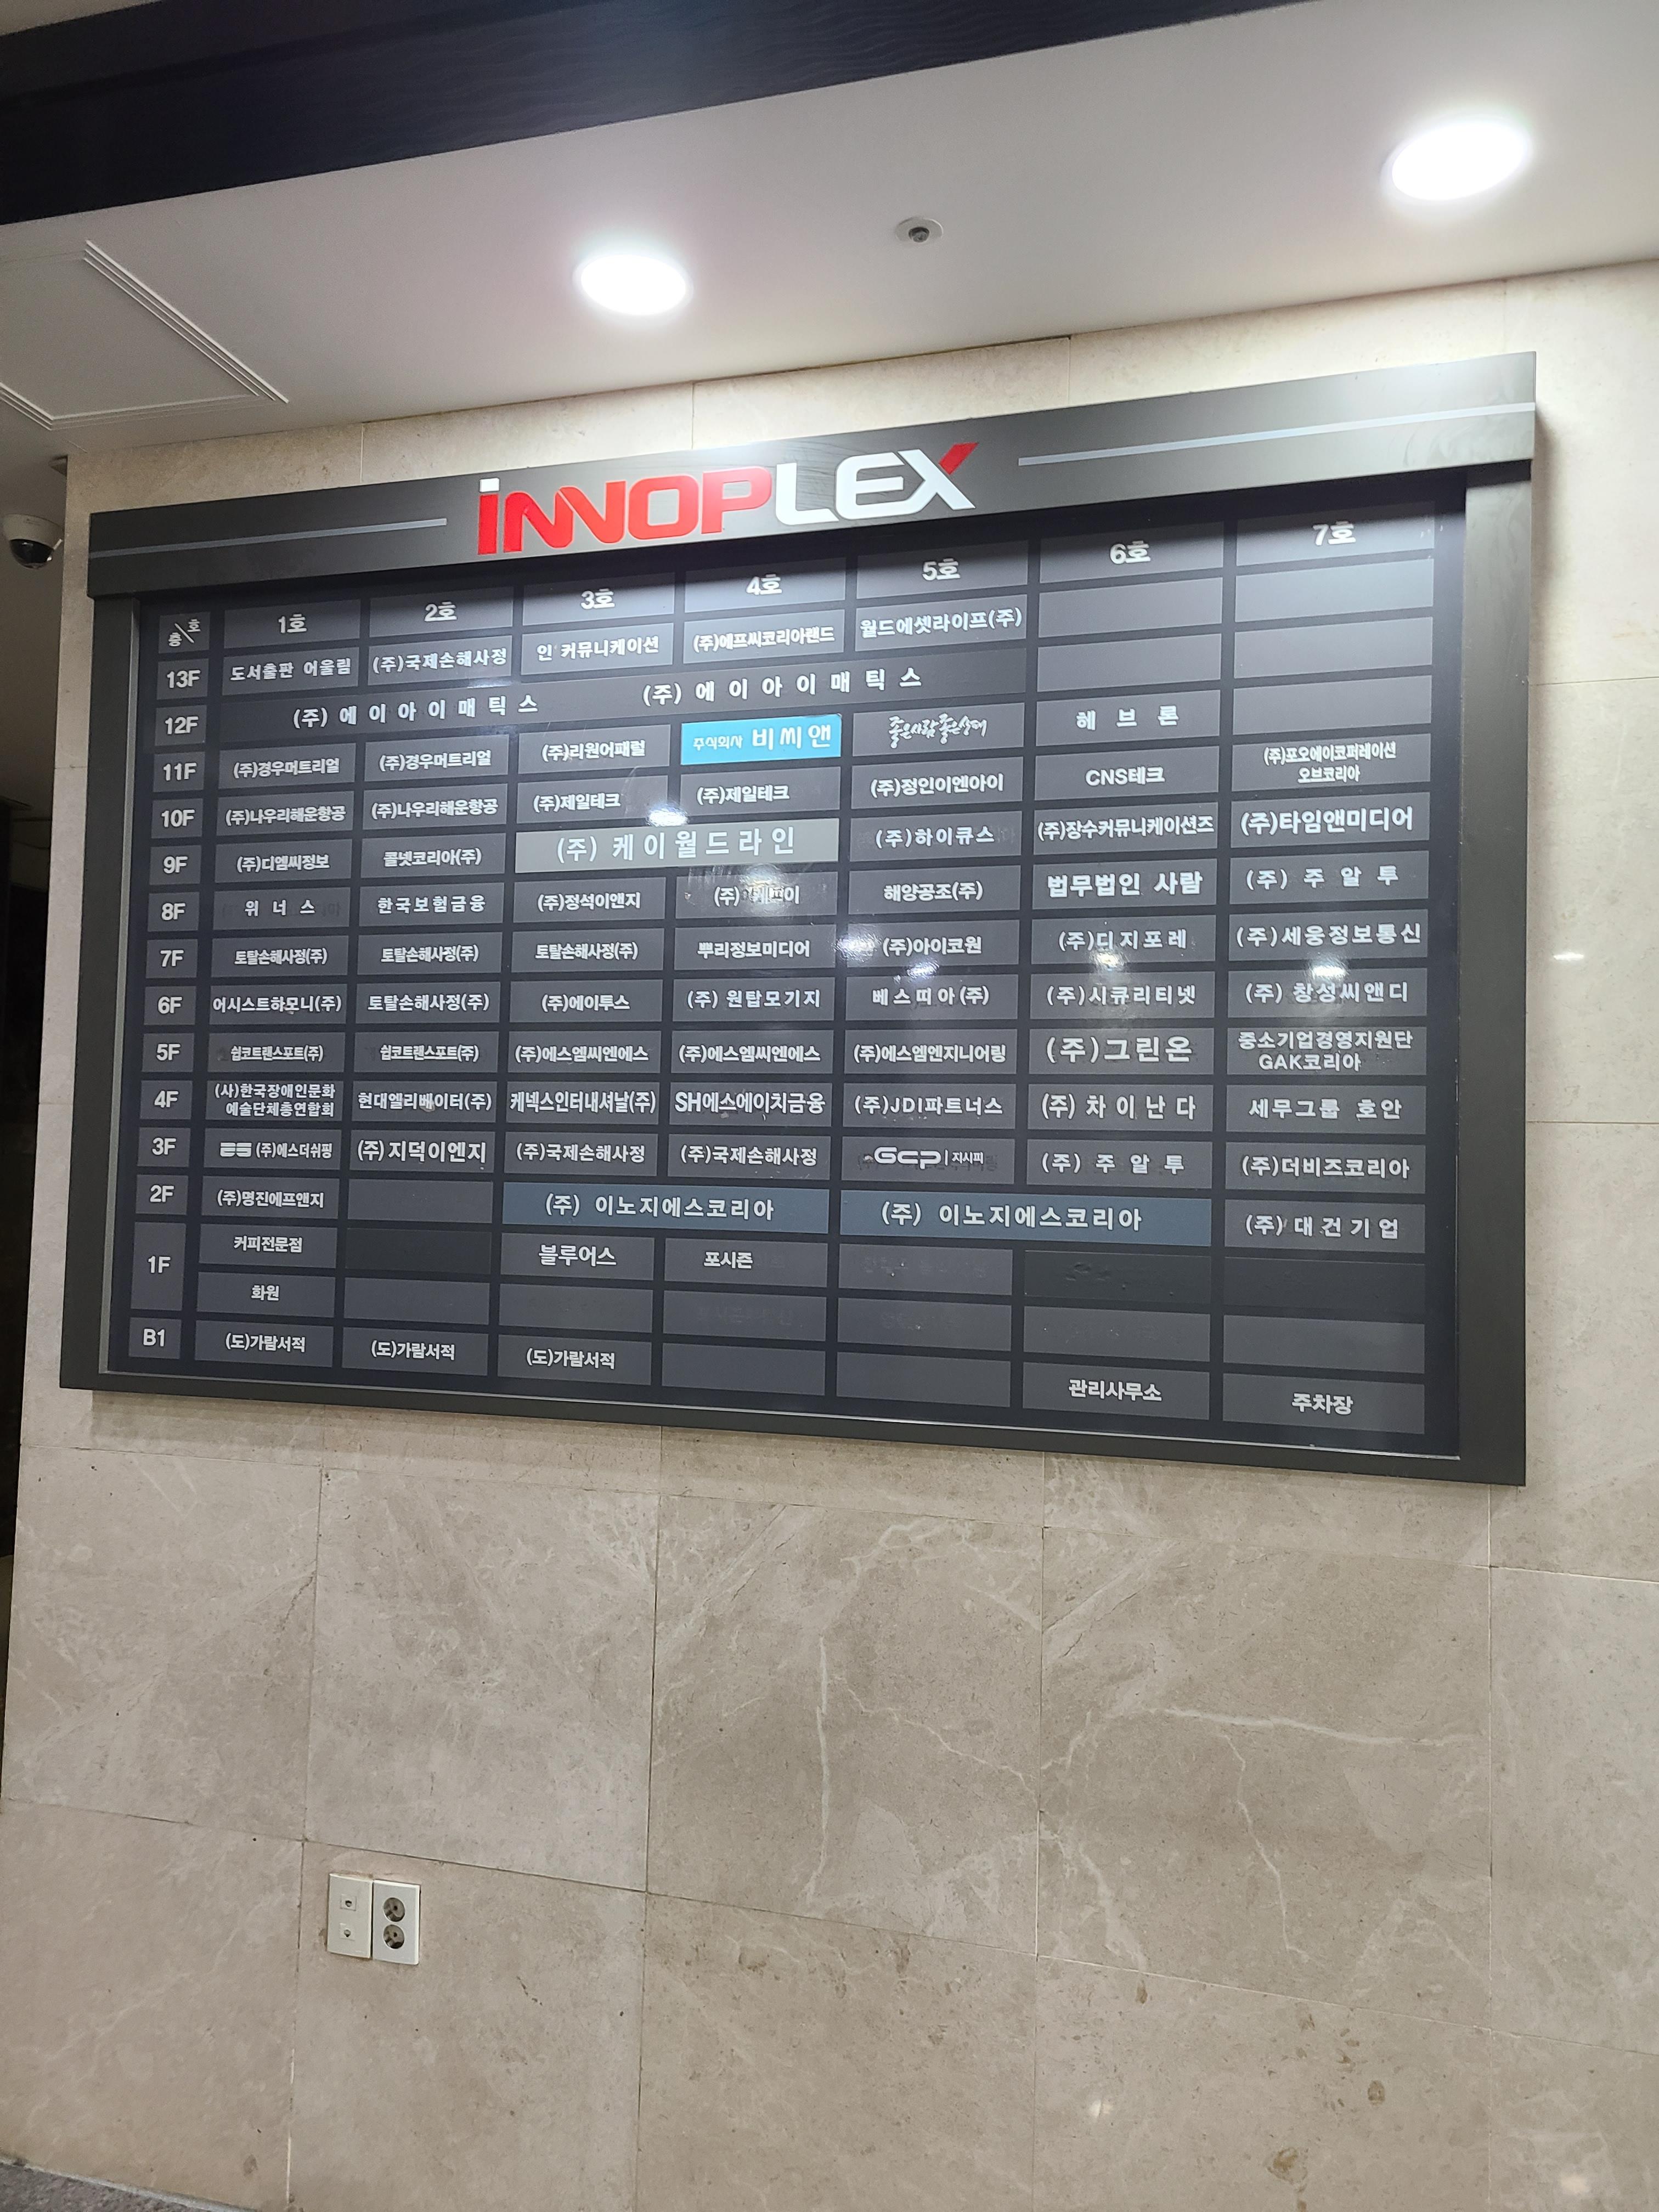 INNOPLEX
층 호 1호 2호 3호 4호 5호 6호 7호
13F 도서출판 어울림 (주)국제손해사정 인 커뮤니케이션 (주)에프씨코리아랜드 월드에셋라이프(주)
12F (주)에이아이매틱스 (주)에이아이매틱스
11F (주)경우머트리얼 (주)경우머트리얼 (주)리원어패럴 주식회사 비씨앤 좋은사람좋은상대 헤브론
10F (주)나우리해운항공 (주)나우리해운항공 (주)제일테크 (주)제일테크 (주)정인이엔아이 CNS테크 (주)포오에이코퍼레이션
오브코리아
9F (주)디엠씨정보 콜넷코리아(주) (주)케이월드라인 (주)하이큐스 (주)장수커뮤니케이션즈 (주)타임앤미디어
8F 위너스 한국보험금융 (주)정석이앤지 (주) 해양공조(주) 법무법인 사람 (주)주알투
7F 토탈손해사정(주) 토탈손해사정(주) 토탈손해사정(주) 뿌리정보미디어 (주)아이코원 (주)디지포레 (주)세웅정보통신
6F 어시스트하모니(주) 토탈손해사정(주) (주)에이투스 (주)원탑모기지 베스띠아(주) (주)시큐리티넷 (주)창성씨앤디
5F 쉽코트랜스포트(주) 쉽코트랜스포트(주) (주)에스엠씨엔에스 (주)에스엠씨엔에스 (주)에스엠엔지니어링 (주)그린온 중소기업경영지원단
GAK코리아
4F (사)한국장애인문화
예술단체총연합회 현대엘리베이터(주) 케넥스인터내셔날(주) SH에스에이치금융 (주)JDI파트너스 (주)차이난다 세무그룹 호안
3F (주)에스더쉬핑 (주)지덕이엔지 (주)국제손해사정 (주)국제손해사정 GCP 지시피 (주)주알투 (주)더비즈코리아
2F (주)명진에프앤지 (주)이노지에스코리아 (주)이노지에스코리아 (주)대건기업
1F 커피전문점 블루어스 포시즌
화원
B1 (도)가람서적 (도)가람서적 (도)가람서적 관리사무소 주차장